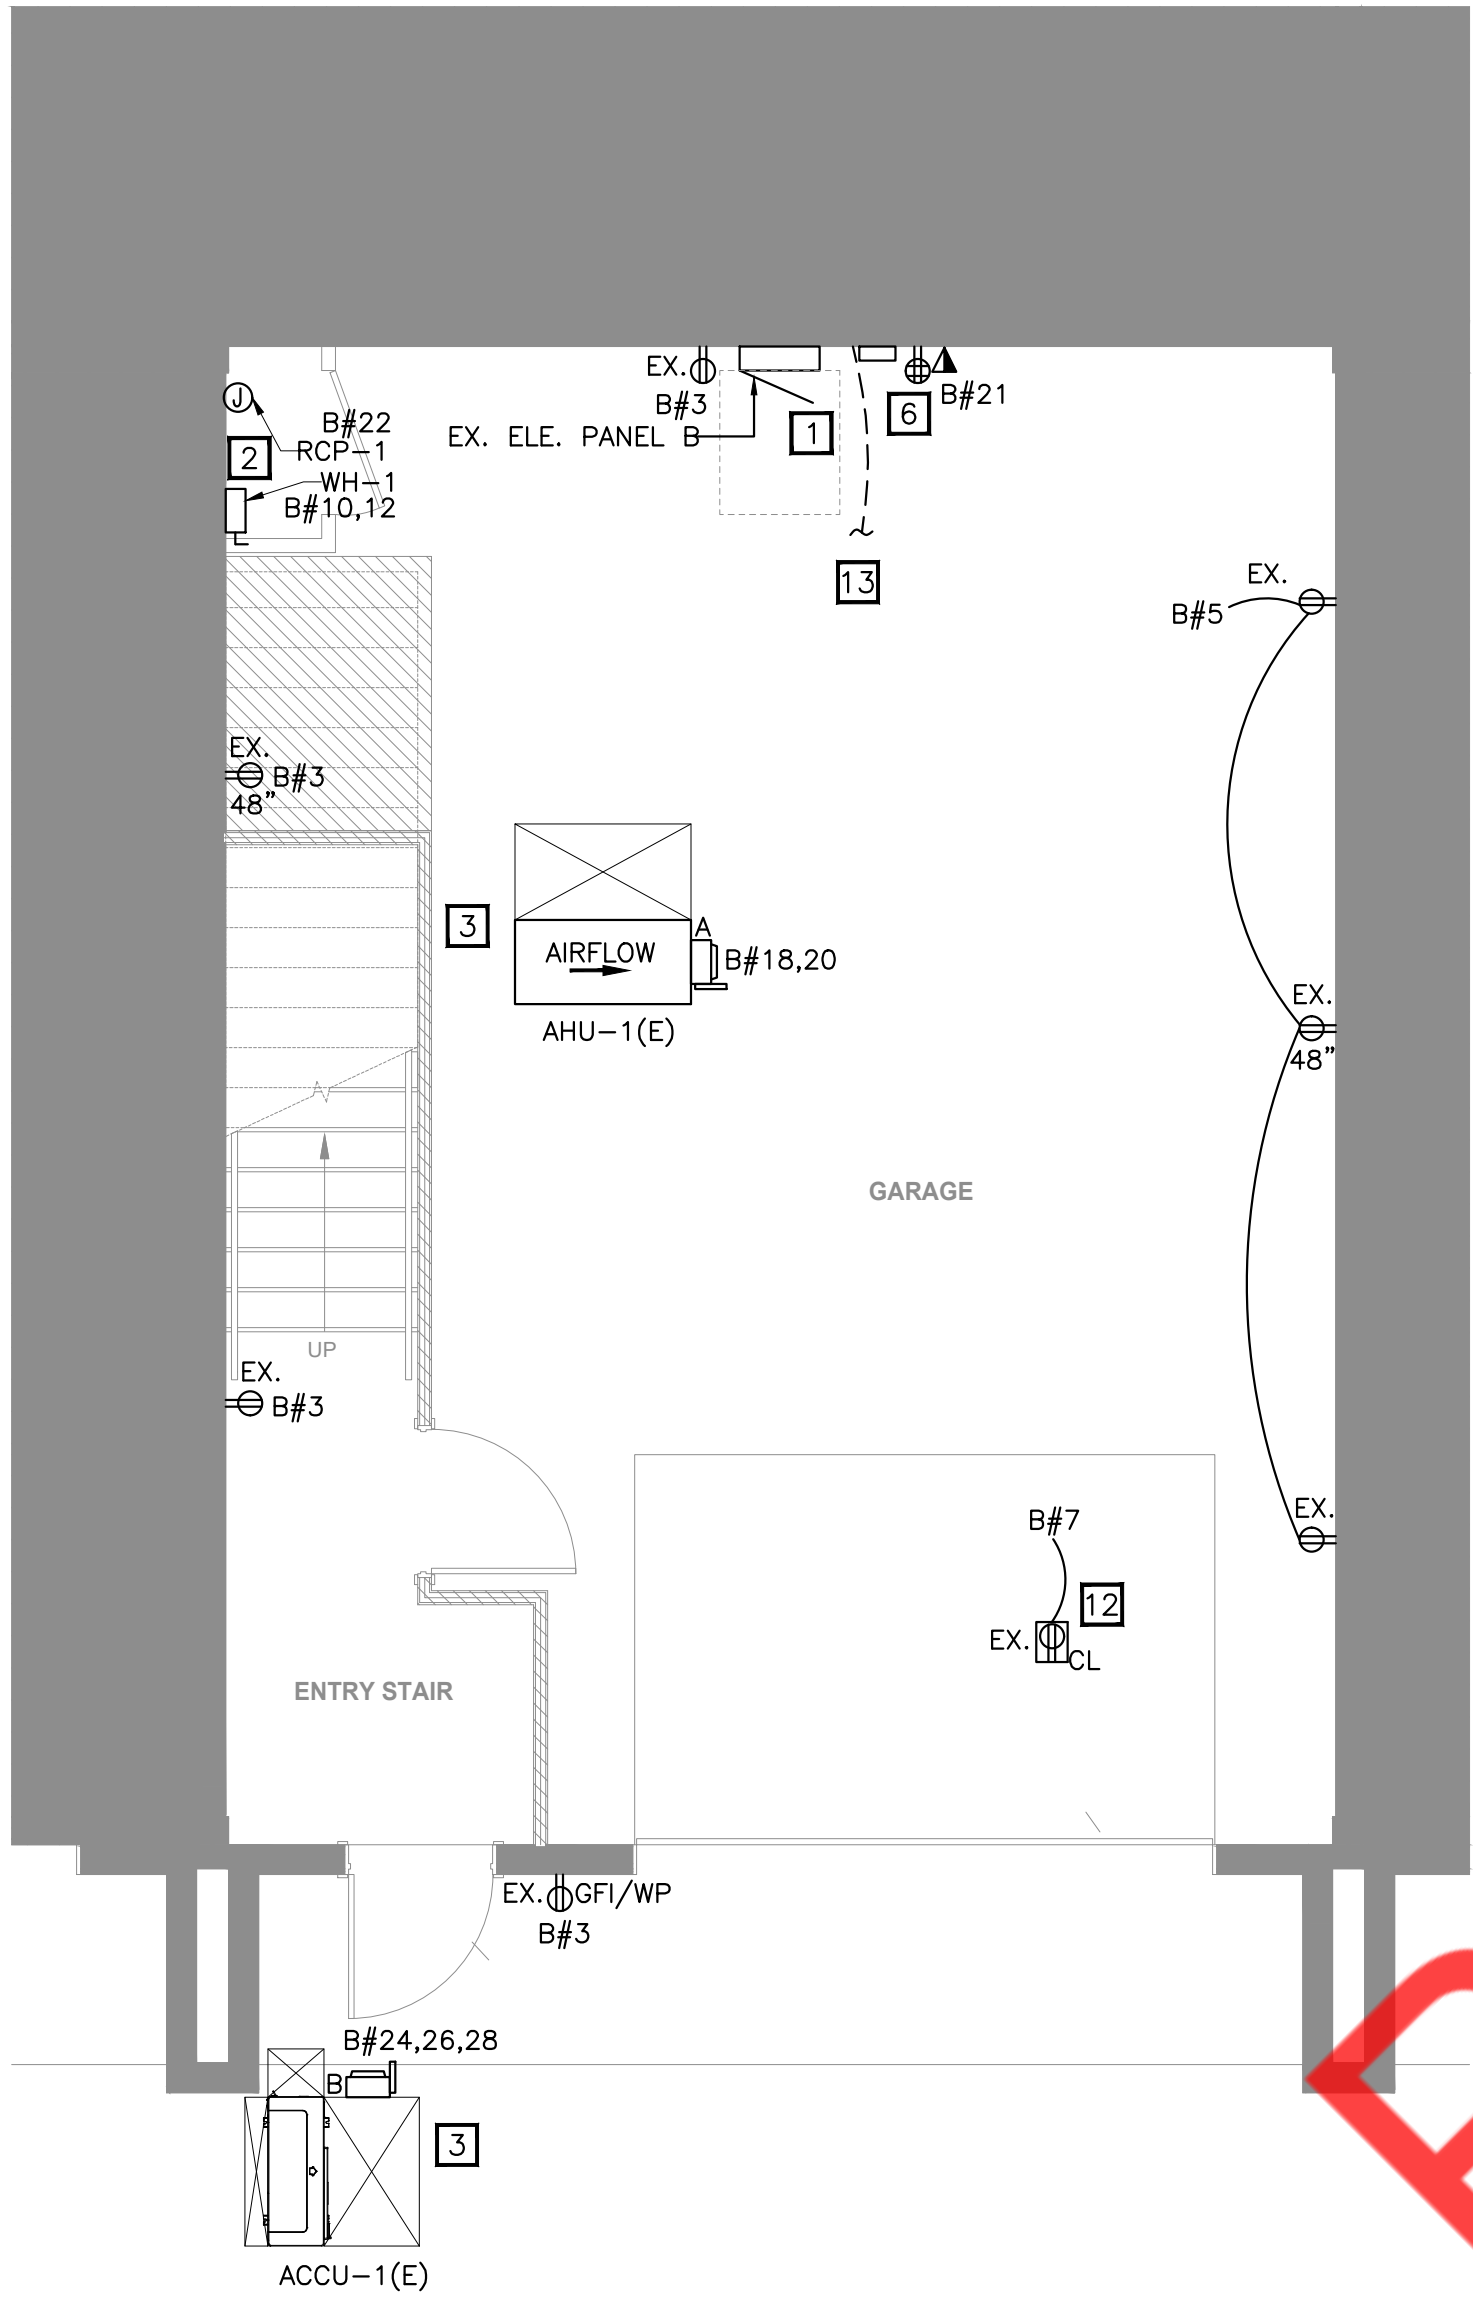 EX.
B#3
EX. ELE. PANEL B
1
6
B#21
J
B#22
RCP-1
2
WH-1
B#10,12
13
EX.
B#5
EX.
B#3
48"
3
AIRFLOW
A
B#18,20
AHU-1(E)
EX.
48"
GARAGE
UP
EX.
B#3
EX.
B#7
12
EX.
CL
ENTRY STAIR
EX.
GFI/WP
B#3
B#24,26,28
B
3
ACCU-1(E)